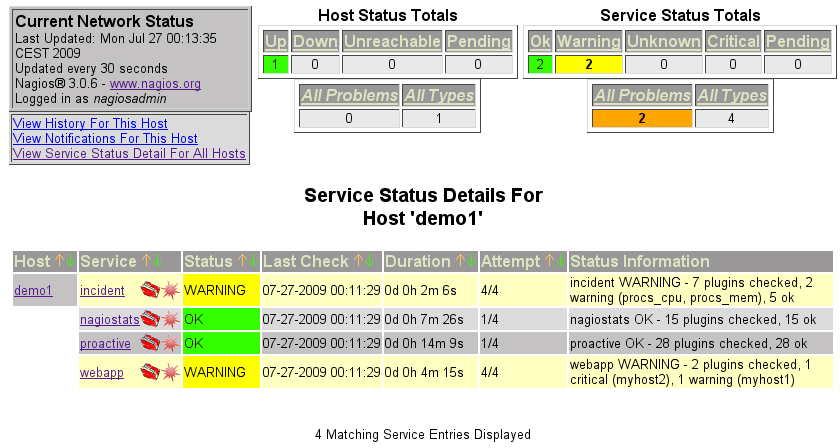 Current Network Status
Last Updated: Mon Jul 27 00:13:35
CEST 2009
Updated every 30 seconds
Nagios® 3.0.6 - www.nagios.org
Logged in as nagiosadmin
View History For This Host
View Notifications For This Host
View Service Status Detail For All Hosts
Host Status Totals
Up Down Unreachable Pending
1 0 0 0
All Problems All Types
0 1
Service Status Totals
Ok Warning Unknown Critical Pending
2 2 0 0 0
All Problems All Types
2 4
Service Status Details For
Host 'demo1'
Host Service Status Last Check Duration Attempt Status Information
demo1 incident WARNING 07-27-2009 00:11:29 0d 0h 2m 6s 4/4 incident WARNING - 7 plugins checked, 2
warning (procs_cpu, procs_mem), 5 ok
nagiostats OK 07-27-2009 00:11:29 0d 0h 7m 26s 1/4 nagiostats OK - 15 plugins checked, 15 ok
proactive OK 07-27-2009 00:11:29 0d 0h 14m 9s 1/4 proactive OK - 28 plugins checked, 28 ok
webapp WARNING 07-27-2009 00:11:29 0d 0h 4m 15s 4/4 webapp WARNING - 2 plugins checked, 1
critical (myhost2), 1 warning (myhost1)
4 Matching Service Entries Displayed